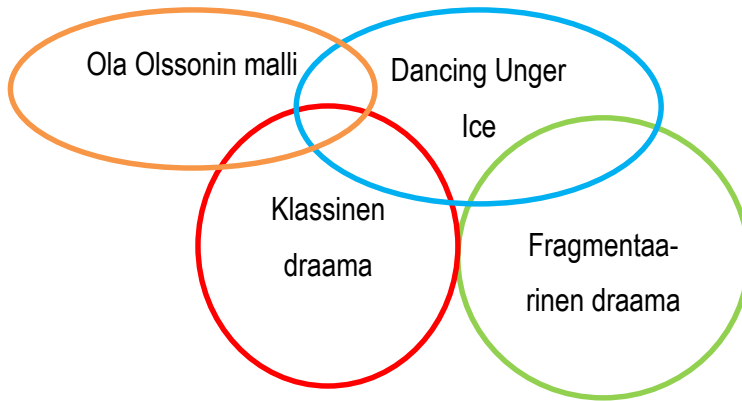 Ola Olssonin malli
Dancing Unger
Ice
Klassinen
draama
Fragmentaa-
rinen draama